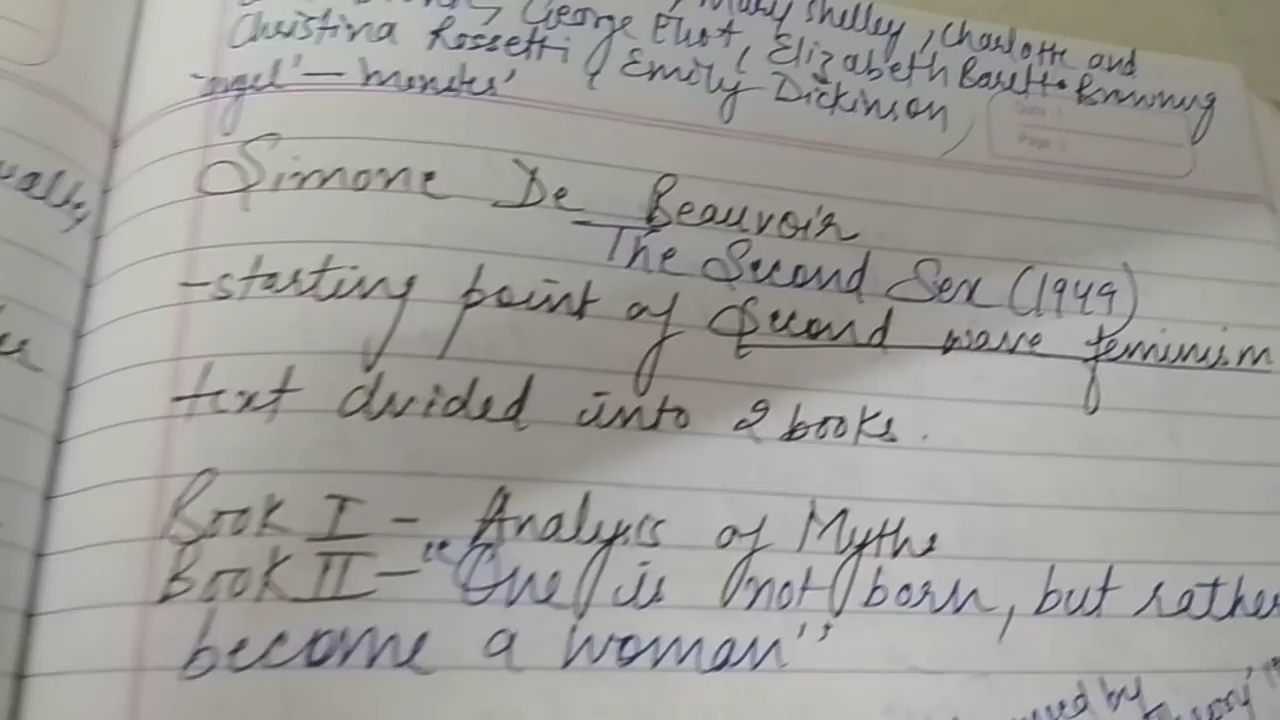 Mary Shelley, Charlotte and
George Eliot, Elizabeth Barett Browning
Christina Rossetti, Emily Dickinson
monster'
Simone De Beauvoir
The Second Sex (1949)
-starting point of Second wave feminism
text divided into 2 books.
Book I - Analysis of Myths
Book II - "One is not born, but rather
become a woman"
by